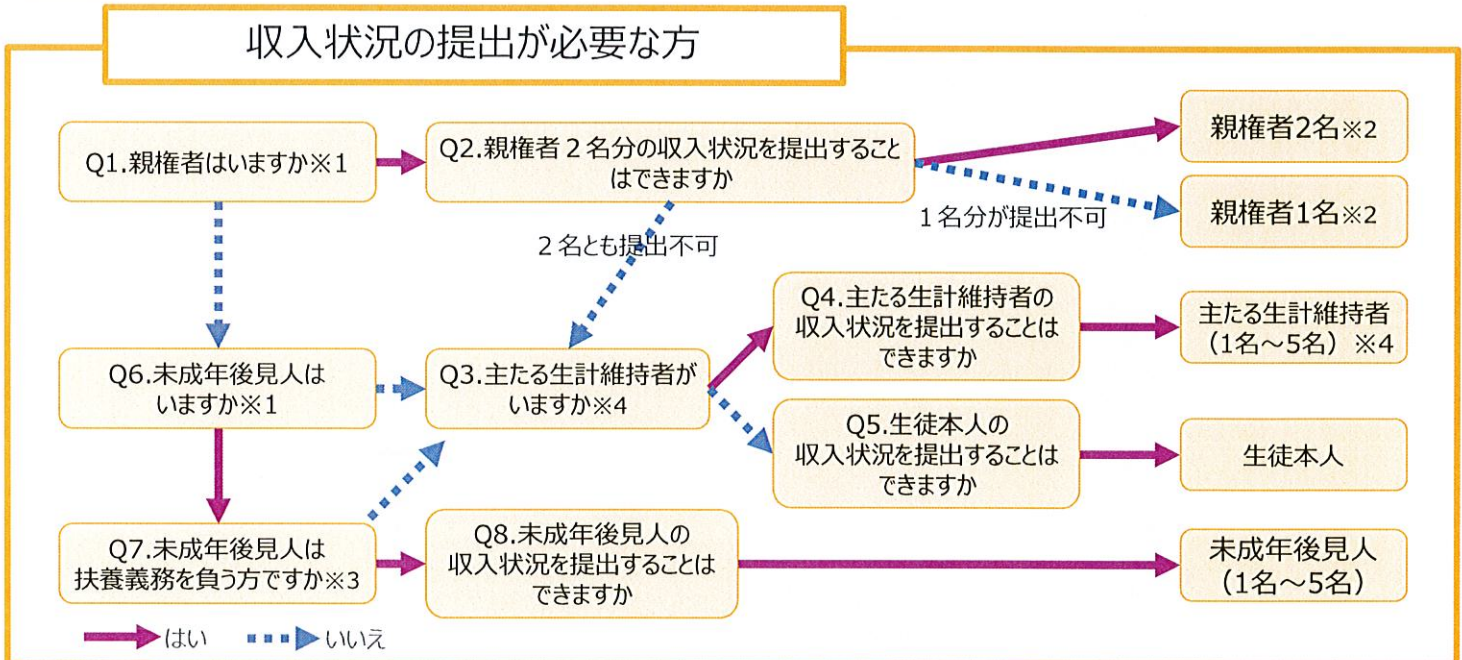 収入状況の提出が必要な方
Q1.親権者はいますか※1
Q2.親権者2名分の収入状況を提出すること
はできますか
親権者2名※2
親権者1名※2
1名分が提出不可
2名とも提出不可
Q6.未成年後見人は
いますか※1
Q3.主たる生計維持者が
いますか※4
Q4.主たる生計維持者の
収入状況を提出することは
できますか
主たる生計維持者
(1名~5名)※4
Q5.生徒本人の
収入状況を提出することは
できますか
生徒本人
Q7.未成年後見人は
扶養義務を負う方ですか※3
Q8.未成年後見人の
収入状況を提出することは
できますか
未成年後見人
(1名~5名)
はい いいえ